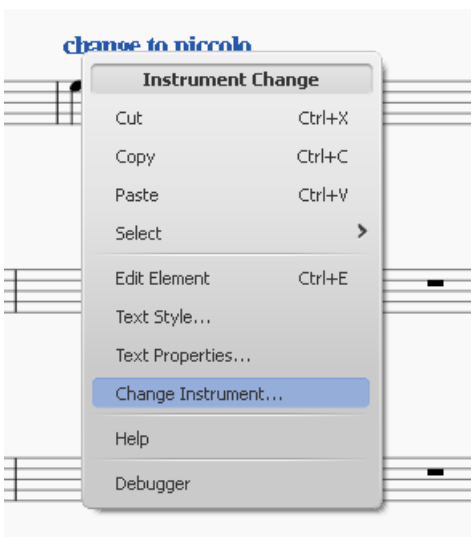 change to piccolo
Instrument Change
Cut Ctrl+X
Copy Ctrl+C
Paste Ctrl+V
Select
Edit Element Ctrl+E
Text Style...
Text Properties...
Change Instrument...
Help
Debugger